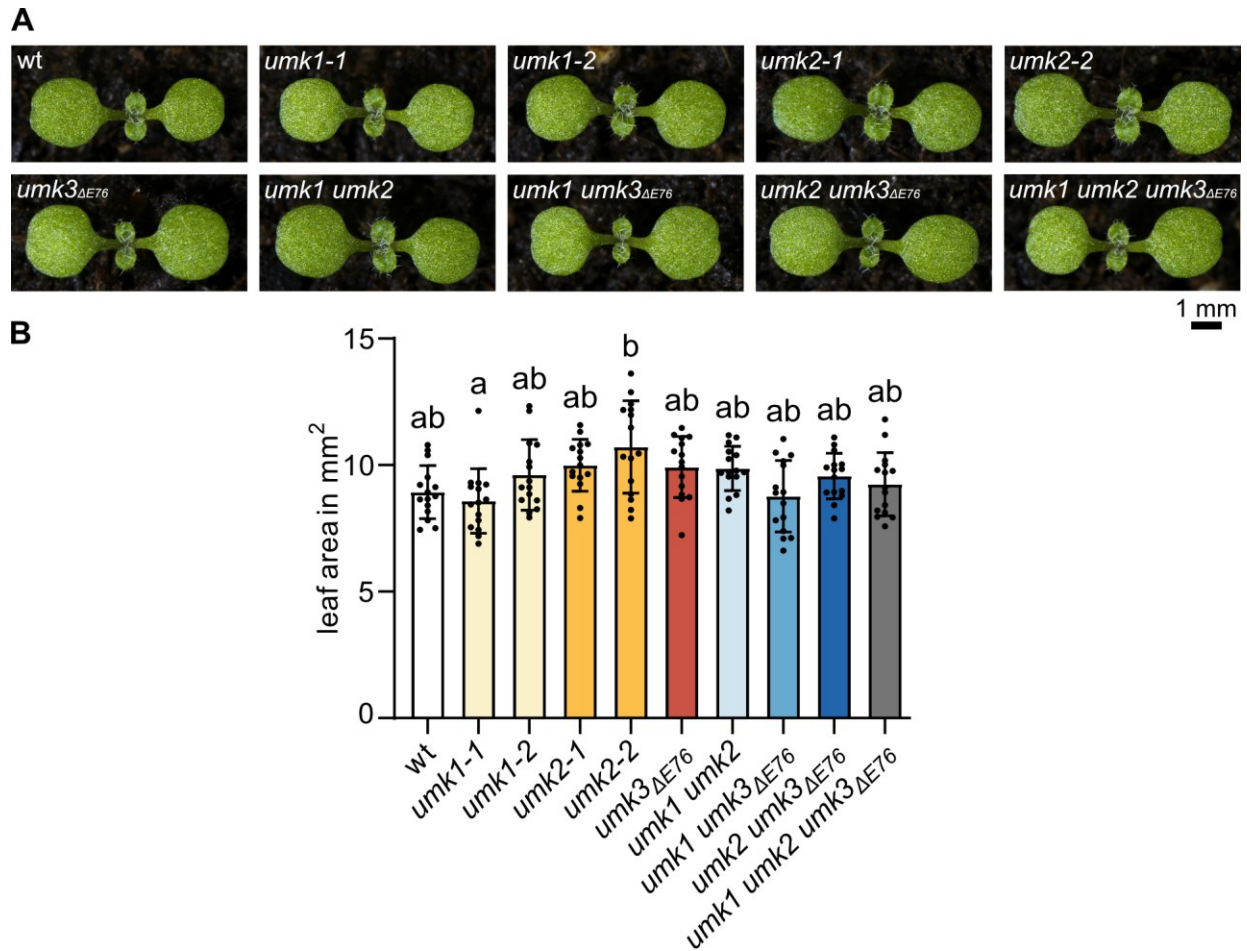 A
wt
umk1-1
umk1-2
umk2-1
umk2-2
umk3ΔE76
umk1 umk2
umk1 umk3ΔE76
umk2 umk3ΔE76
umk1 umk2 umk3ΔE76
1 mm
B
leaf area in mm²
15
10
5
0
ab
a
ab
ab
b
ab
ab
ab
ab
ab
wt
umk1-1
umk1-2
umk2-1
umk2-2
umk3ΔE76
umk1 umk2
umk1 umk3ΔE76
umk2 umk3ΔE76
umk1 umk2 umk3ΔE76